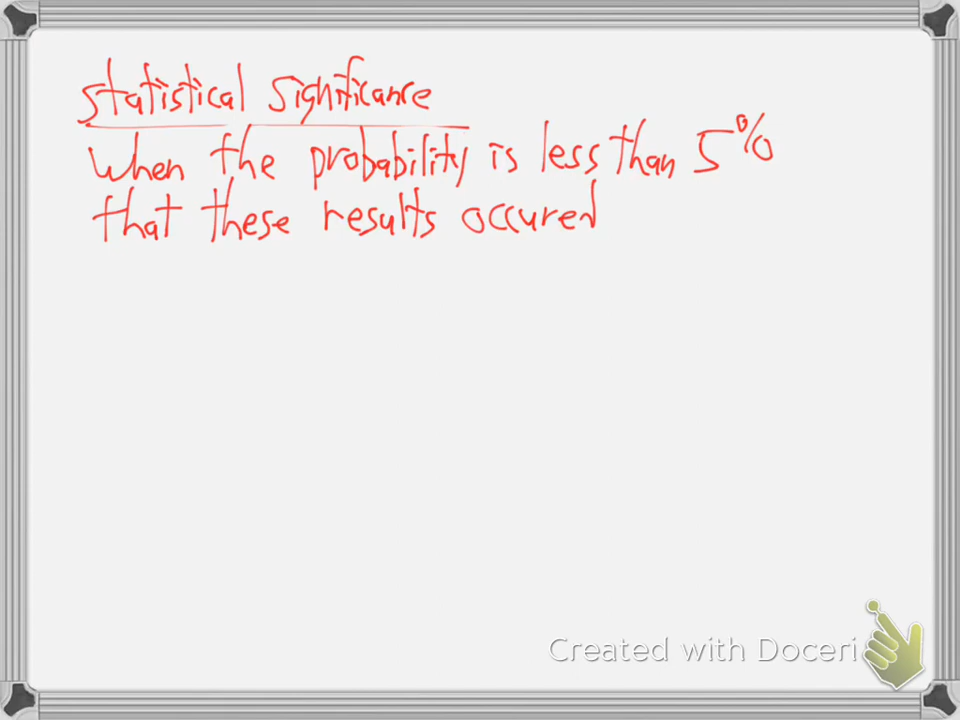 statistical significance
when the probability is less than 5%
that these results occured
Created with Doceri